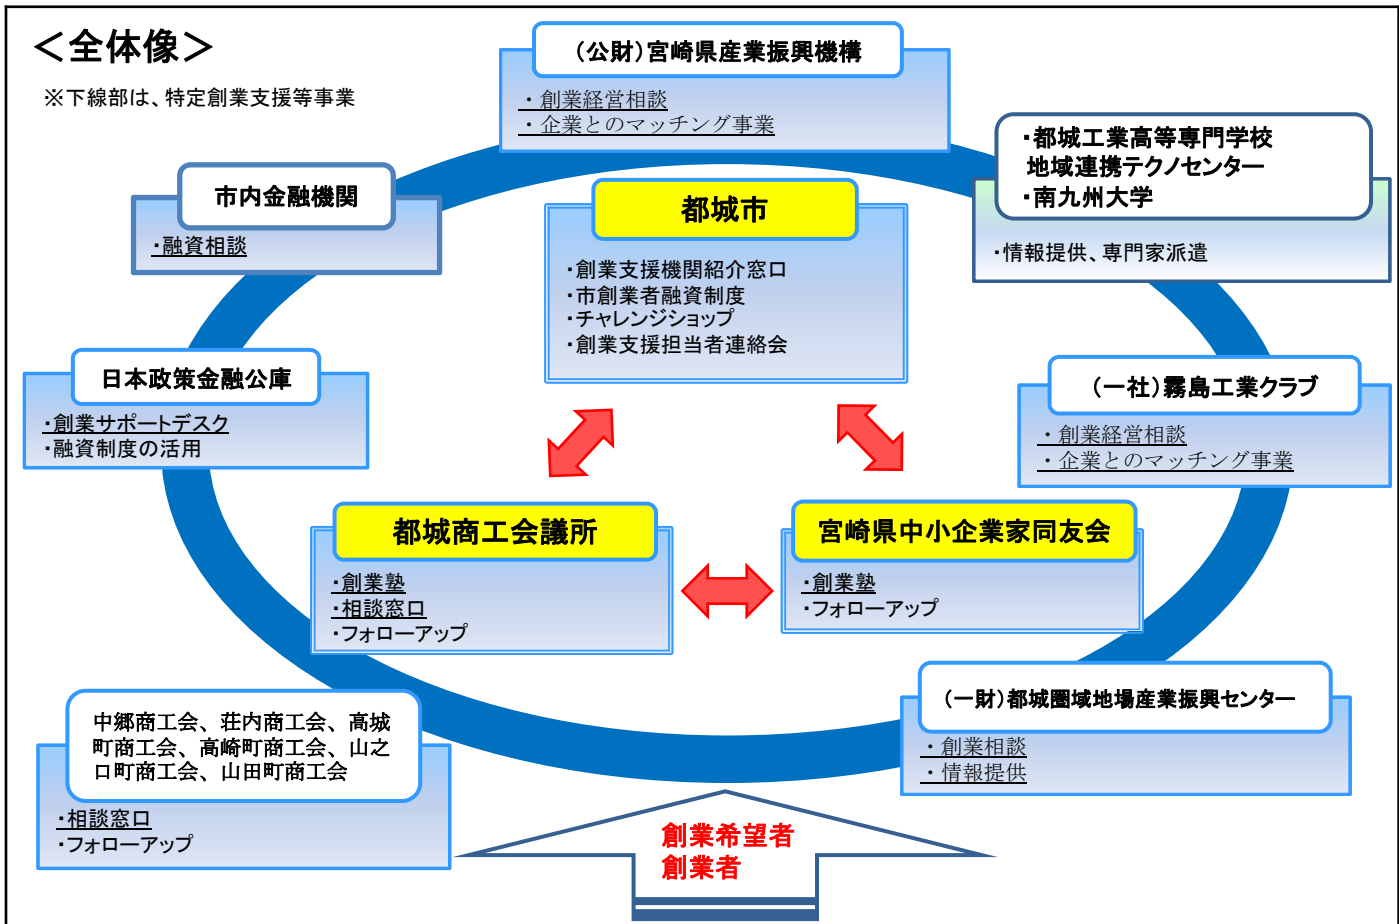 ＜全体像＞
※下線部は、特定創業支援等事業
（公財）宮崎県産業振興機構
・創業経営相談
・企業とのマッチング事業
・都城工業高等専門学校
地域連携テクノセンター
・南九州大学
・情報提供、専門家派遣
市内金融機関
・融資相談
都城市
・創業支援機関紹介窓口
・市創業者融資制度
・チャレンジショップ
・創業支援担当者連絡会
日本政策金融公庫
・創業サポートデスク
・融資制度の活用
（一社）霧島工業クラブ
・創業経営相談
・企業とのマッチング事業
都城商工会議所
・創業塾
・相談窓口
・フォローアップ
宮崎県中小企業家同友会
・創業塾
・フォローアップ
（一財）都城圏域地場産業振興センター
・創業相談
・情報提供
中郷商工会、荘内商工会、高城
町商工会、高崎町商工会、山之
口町商工会、山田町商工会
・相談窓口
・フォローアップ
創業希望者
創業者